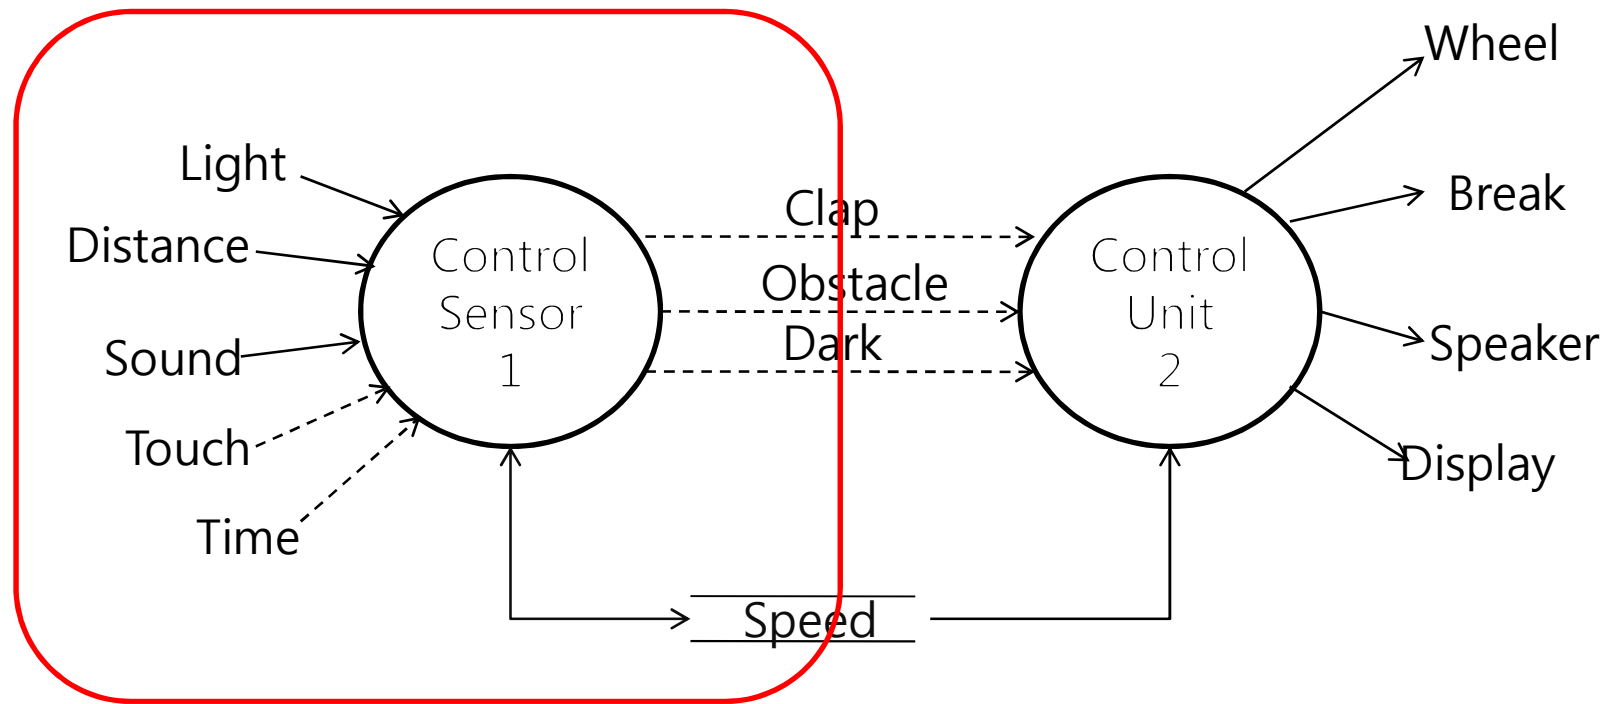 Light
Distance
Sound
Touch
Time
Control
Sensor
1
Clap
Obstacle
Dark
Speed
Control
Unit
2
Wheel
Break
Speaker
Display